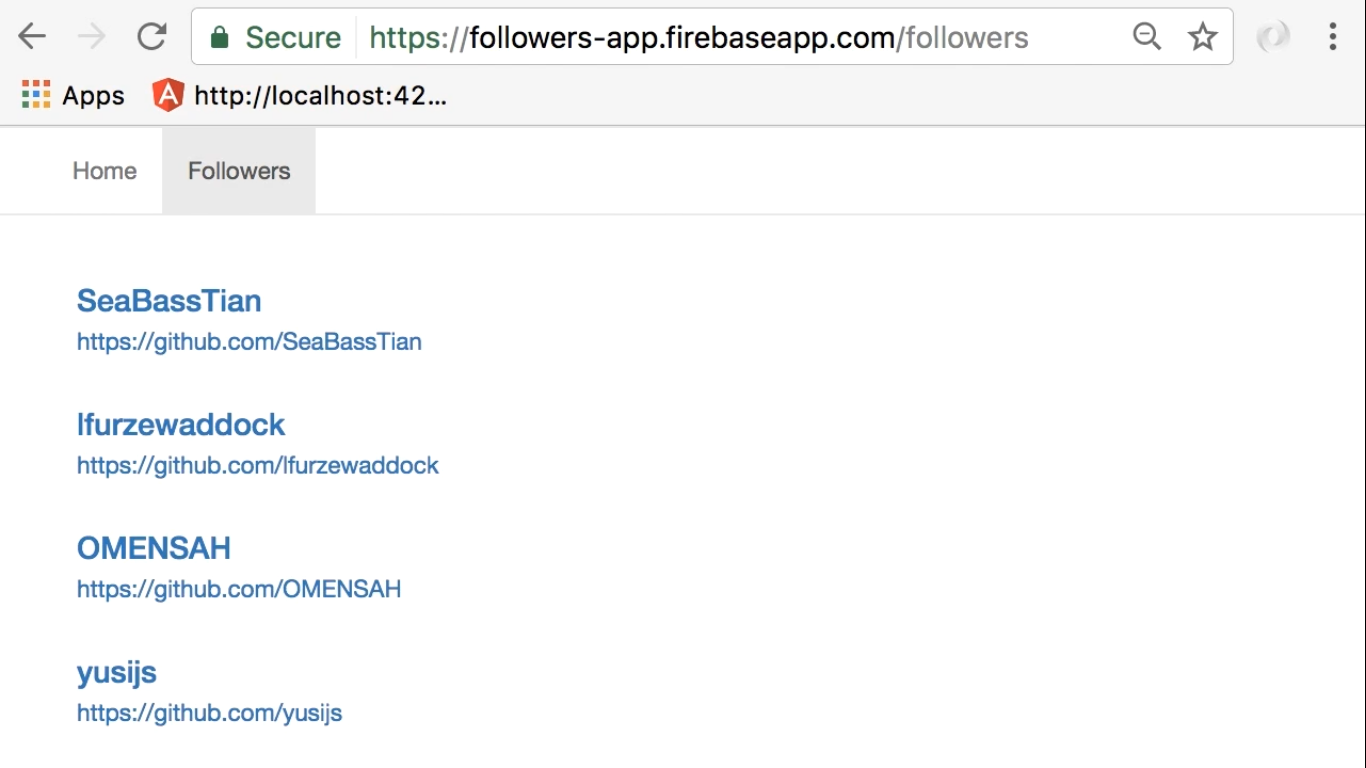 Secure https://followers-app.firebaseapp.com/followers
Apps http://localhost:42...
Home Followers
SeaBassTian
https://github.com/SeaBassTian
lfurzewaddock
https://github.com/lfurzewaddock
OMENSAH
https://github.com/OMENSAH
yusijs
https://github.com/yusijs